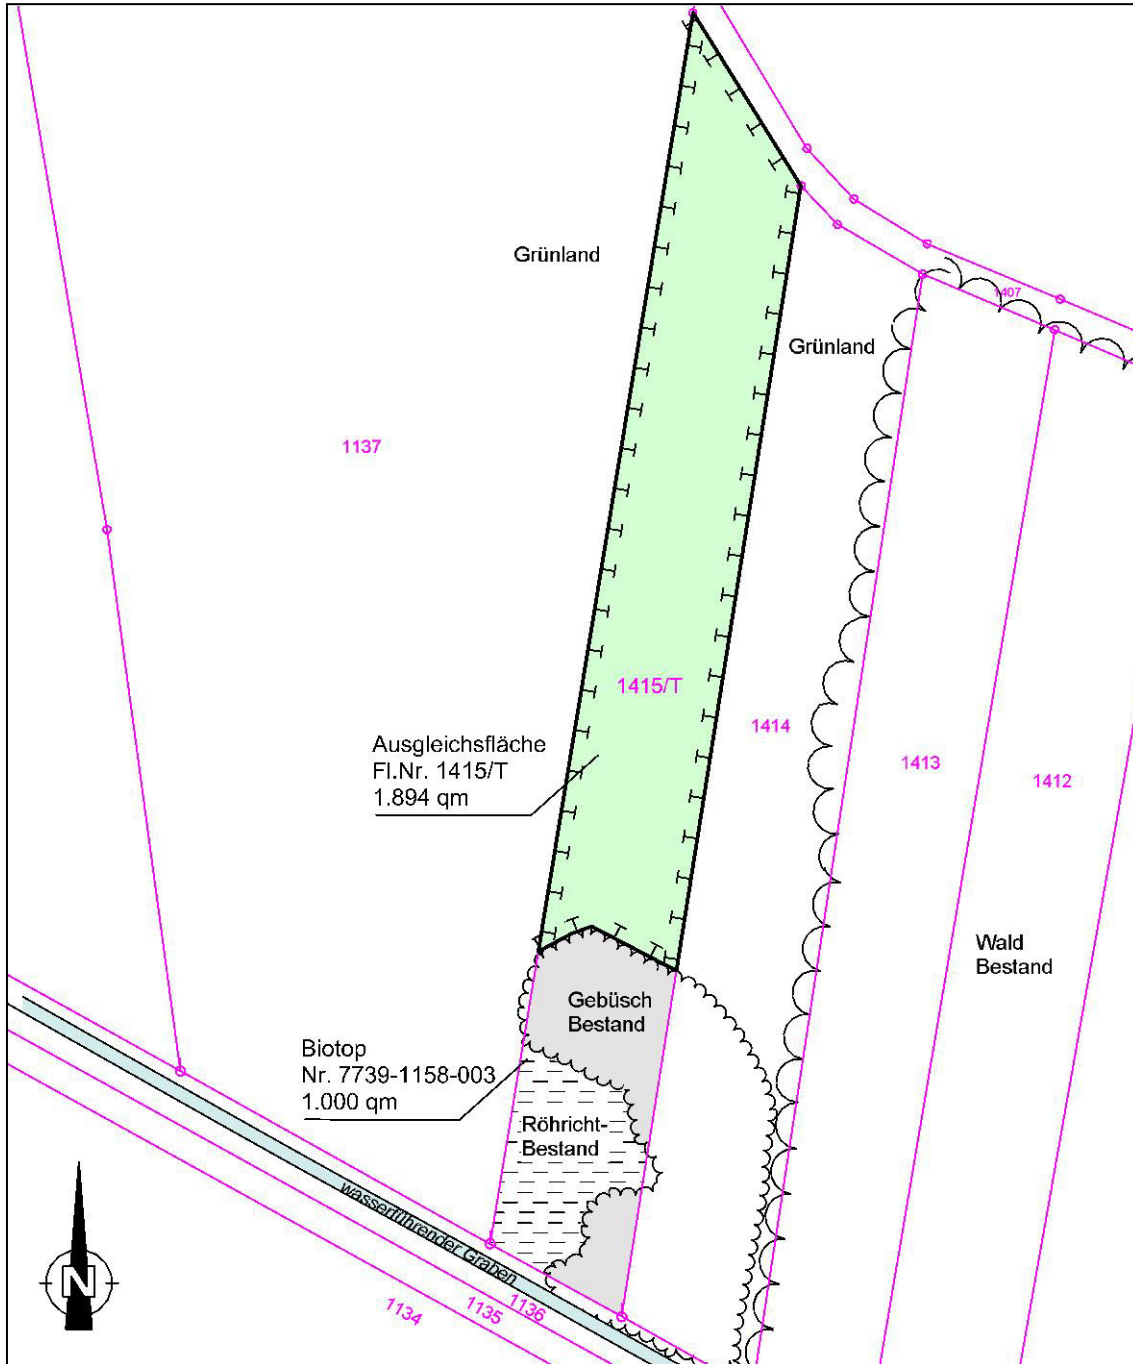 Grünland
1407
Grünland
1137
1415/T
1414
Ausgleichsfläche
Fl.Nr. 1415/T
1.894 qm
1413
1412
Wald
Bestand
Gebüsch
Bestand
Biotop
Nr. 7739-1158-003
1.000 qm
Röhricht-
Bestand
wasserführender Graben
N
1136
1135
1134